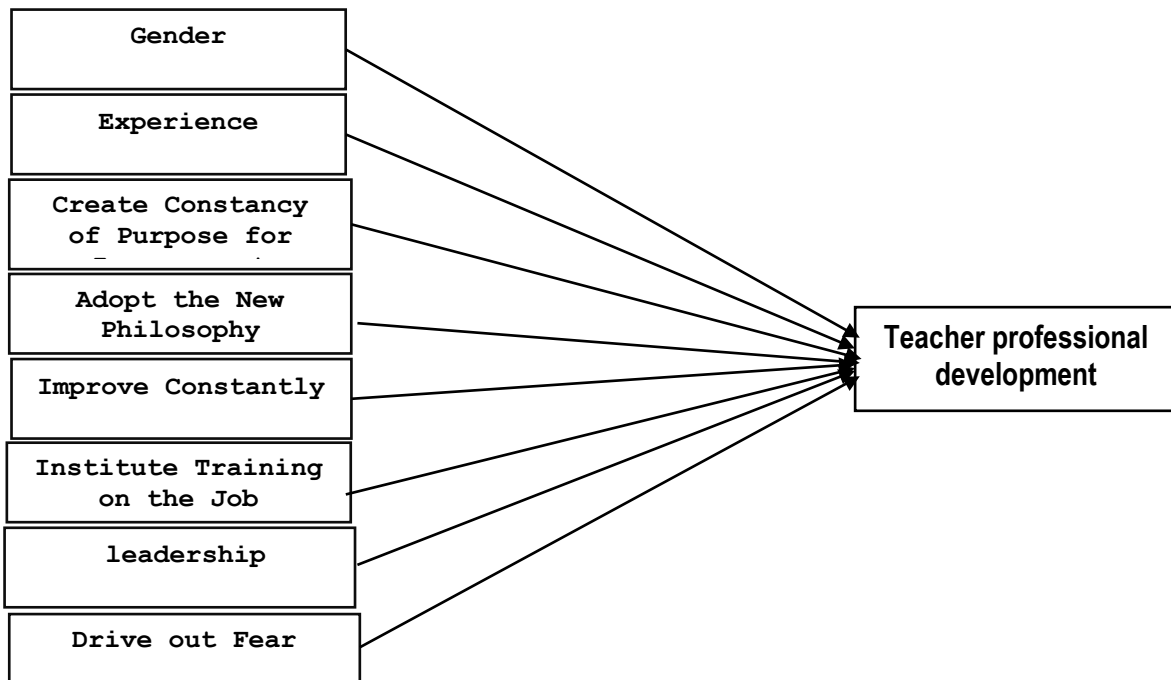 Gender
Experience
Create Constancy
of Purpose for
Adopt the New
Philosophy
Improve Constantly
Institute Training
on the Job
leadership
Drive out Fear
Teacher professional
development